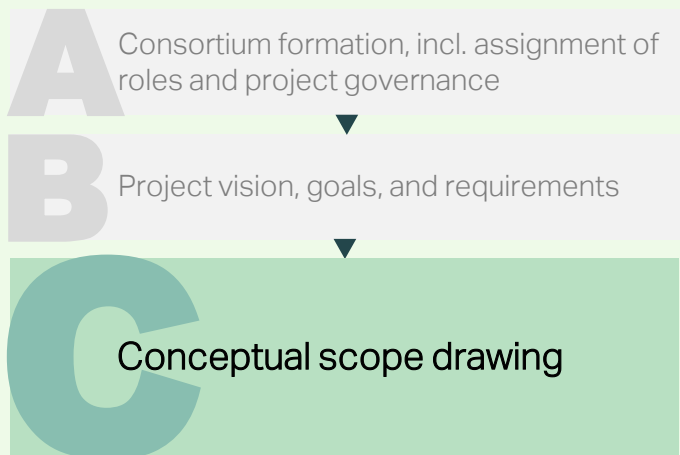 A
Consortium formation, incl. assignment of
roles and project governance
B
Project vision, goals, and requirements
C
Conceptual scope drawing